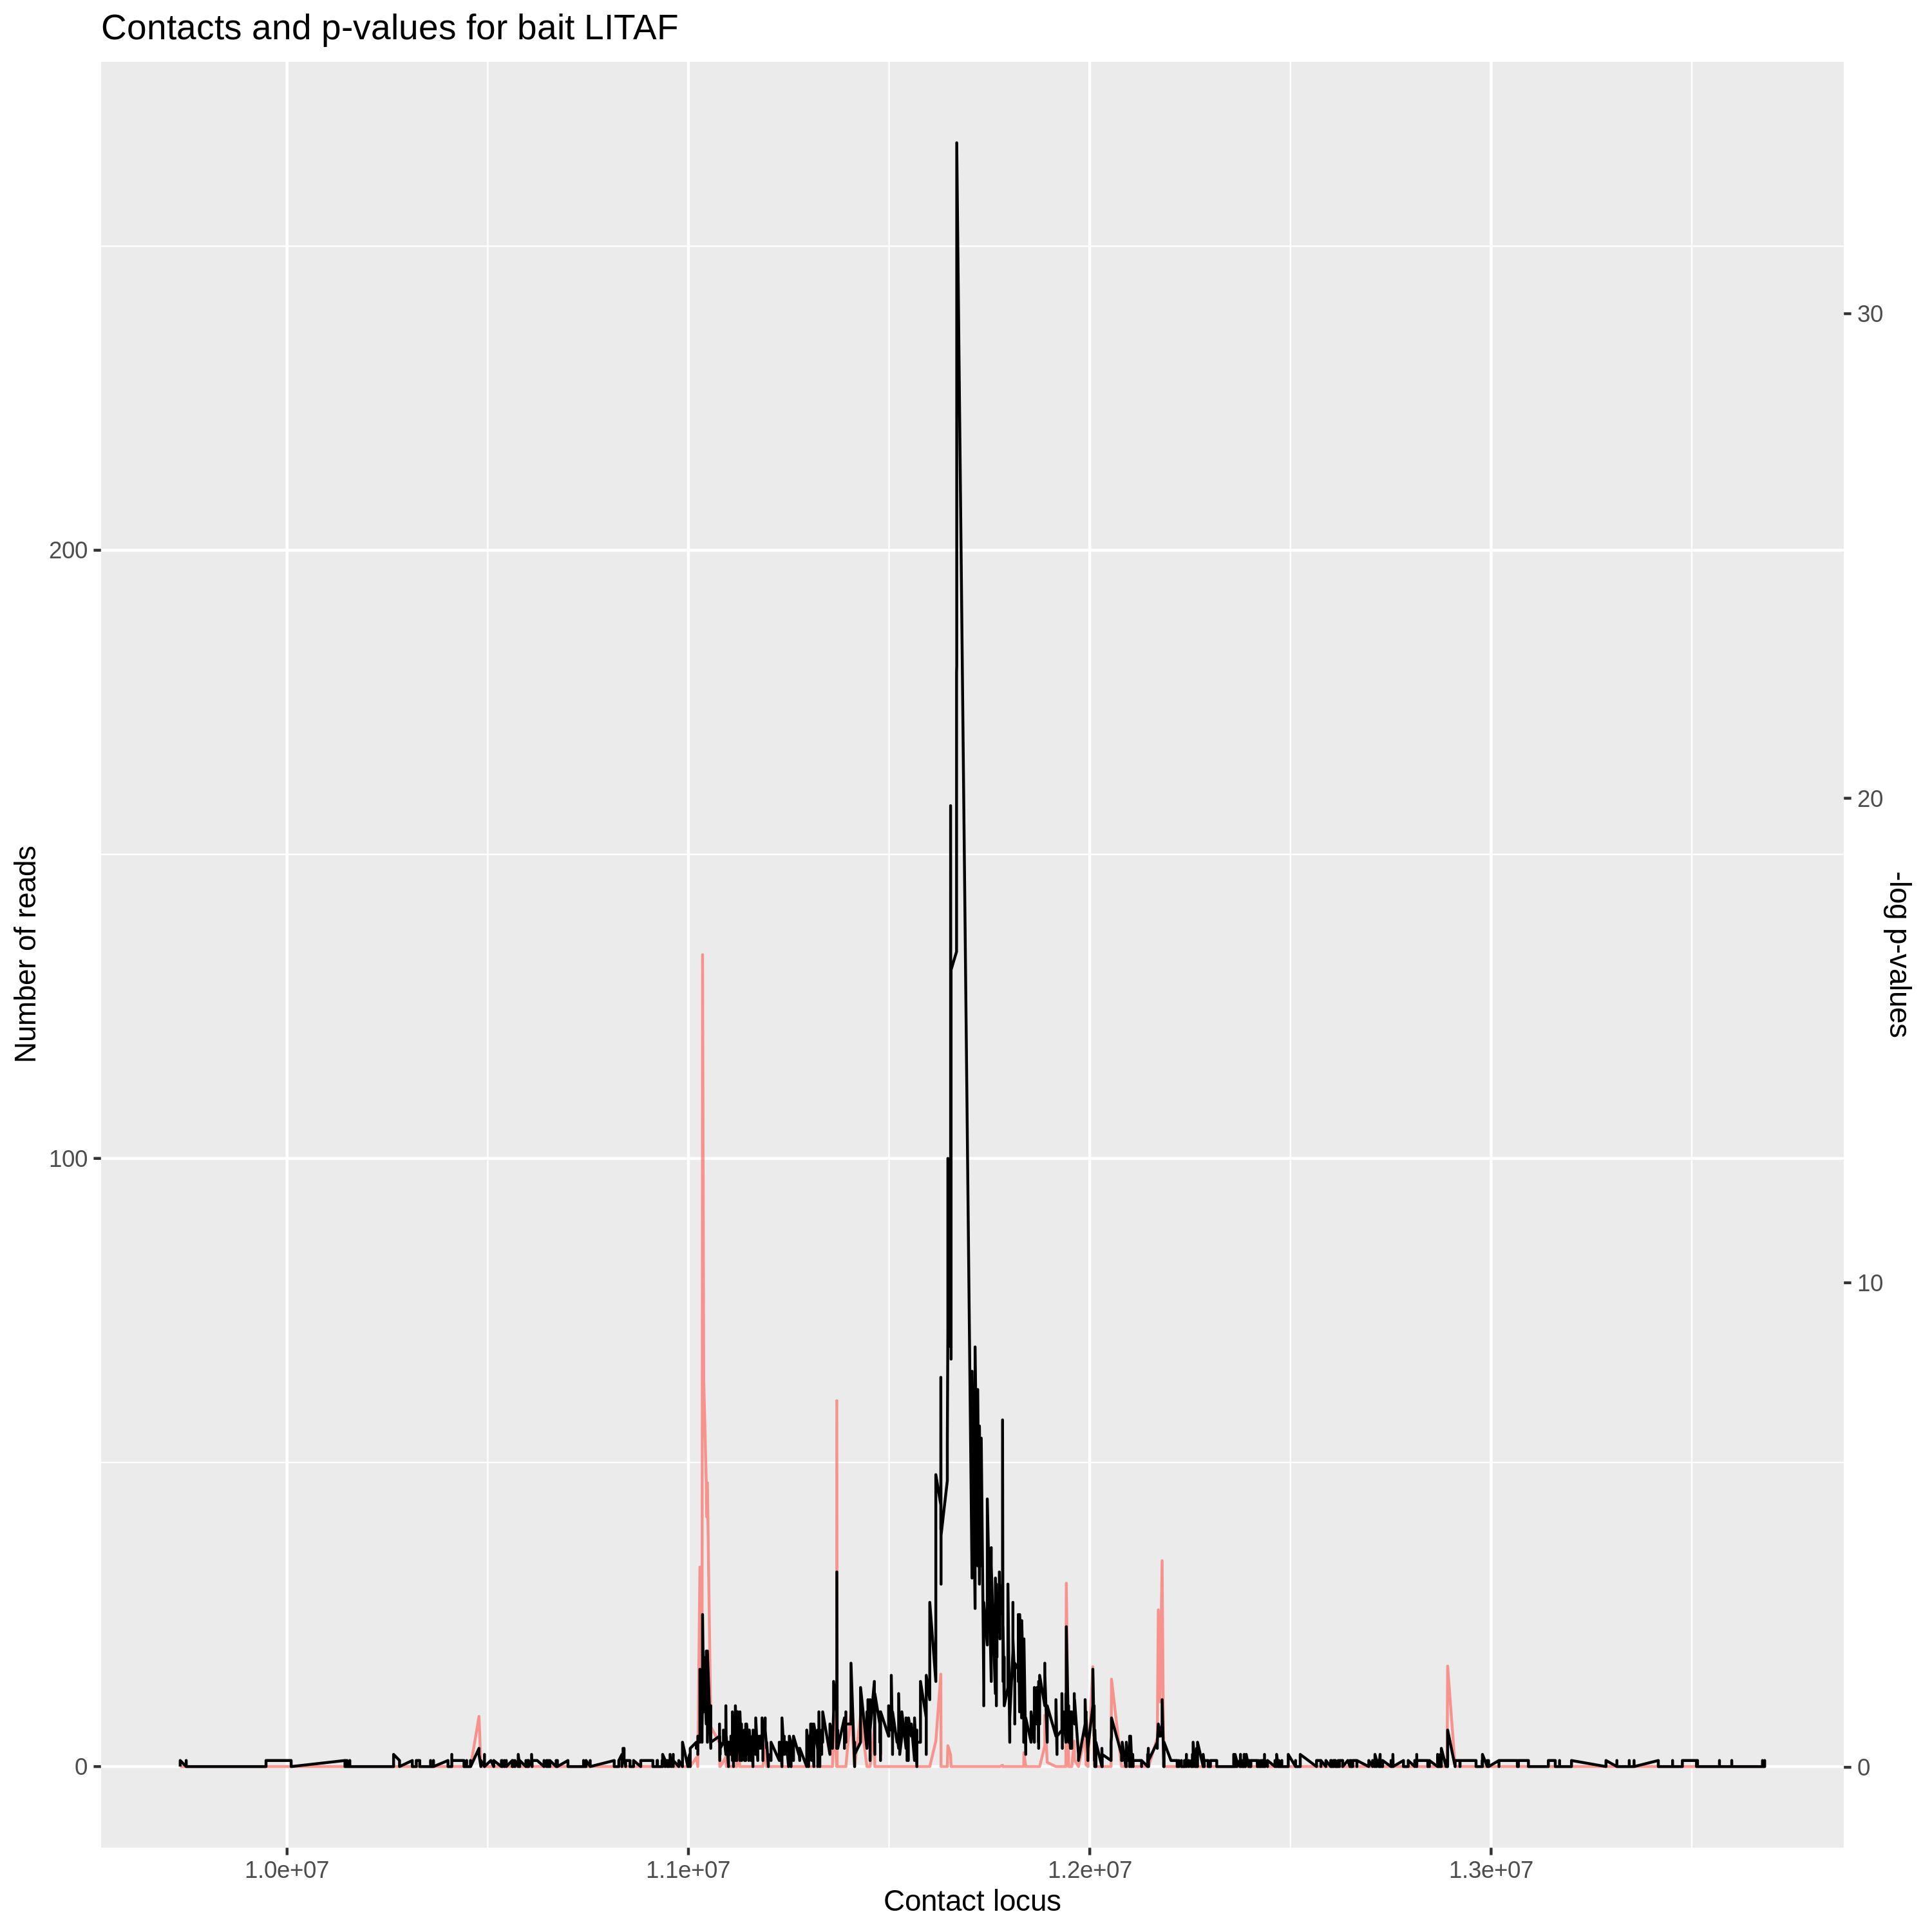 Contacts and p-values for bait LITAF
Number of reads
200
100
0
30
20
10
0
-log p-values
1.0e+07
1.1e+07
1.2e+07
1.3e+07
Contact locus